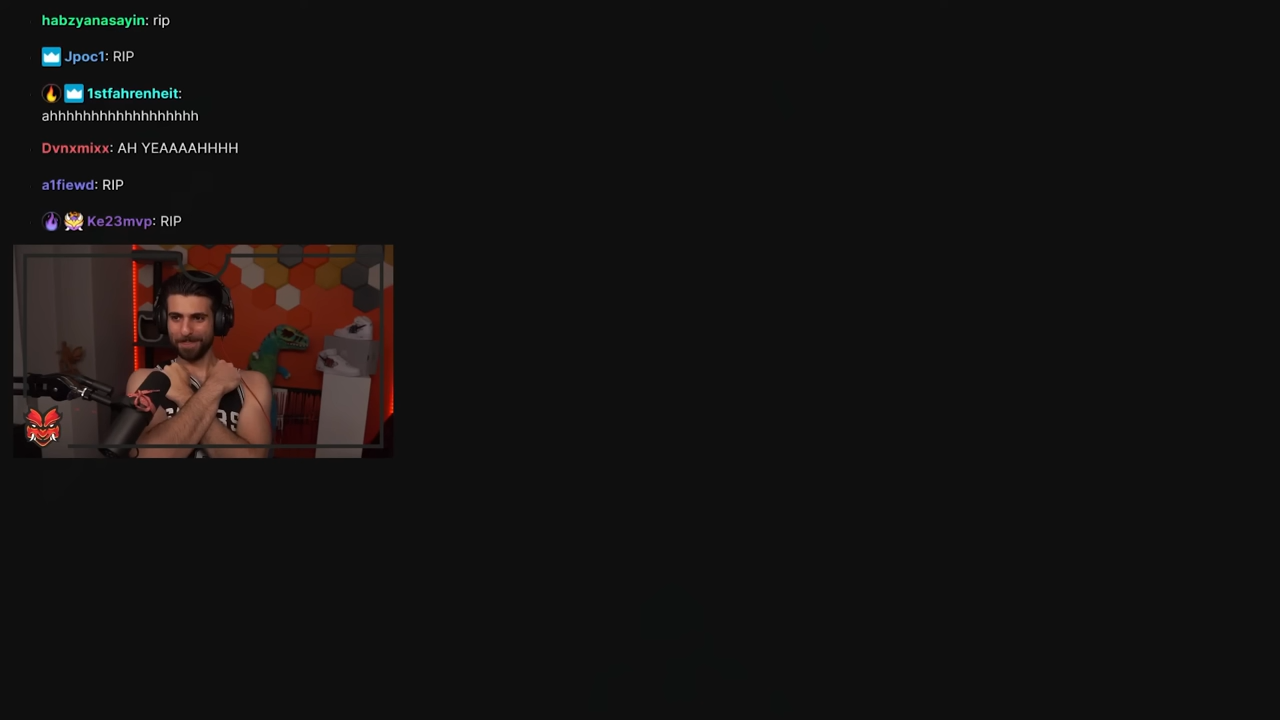 habzyanasayin: rip
Jpoc1: RIP
1stfahrenheit:
ahhhhhhhhhhhhhhhhhh
Dvnxmixx: AH YEAAAAHHHH
a1fiewd: RIP
Ke23mvp: RIP